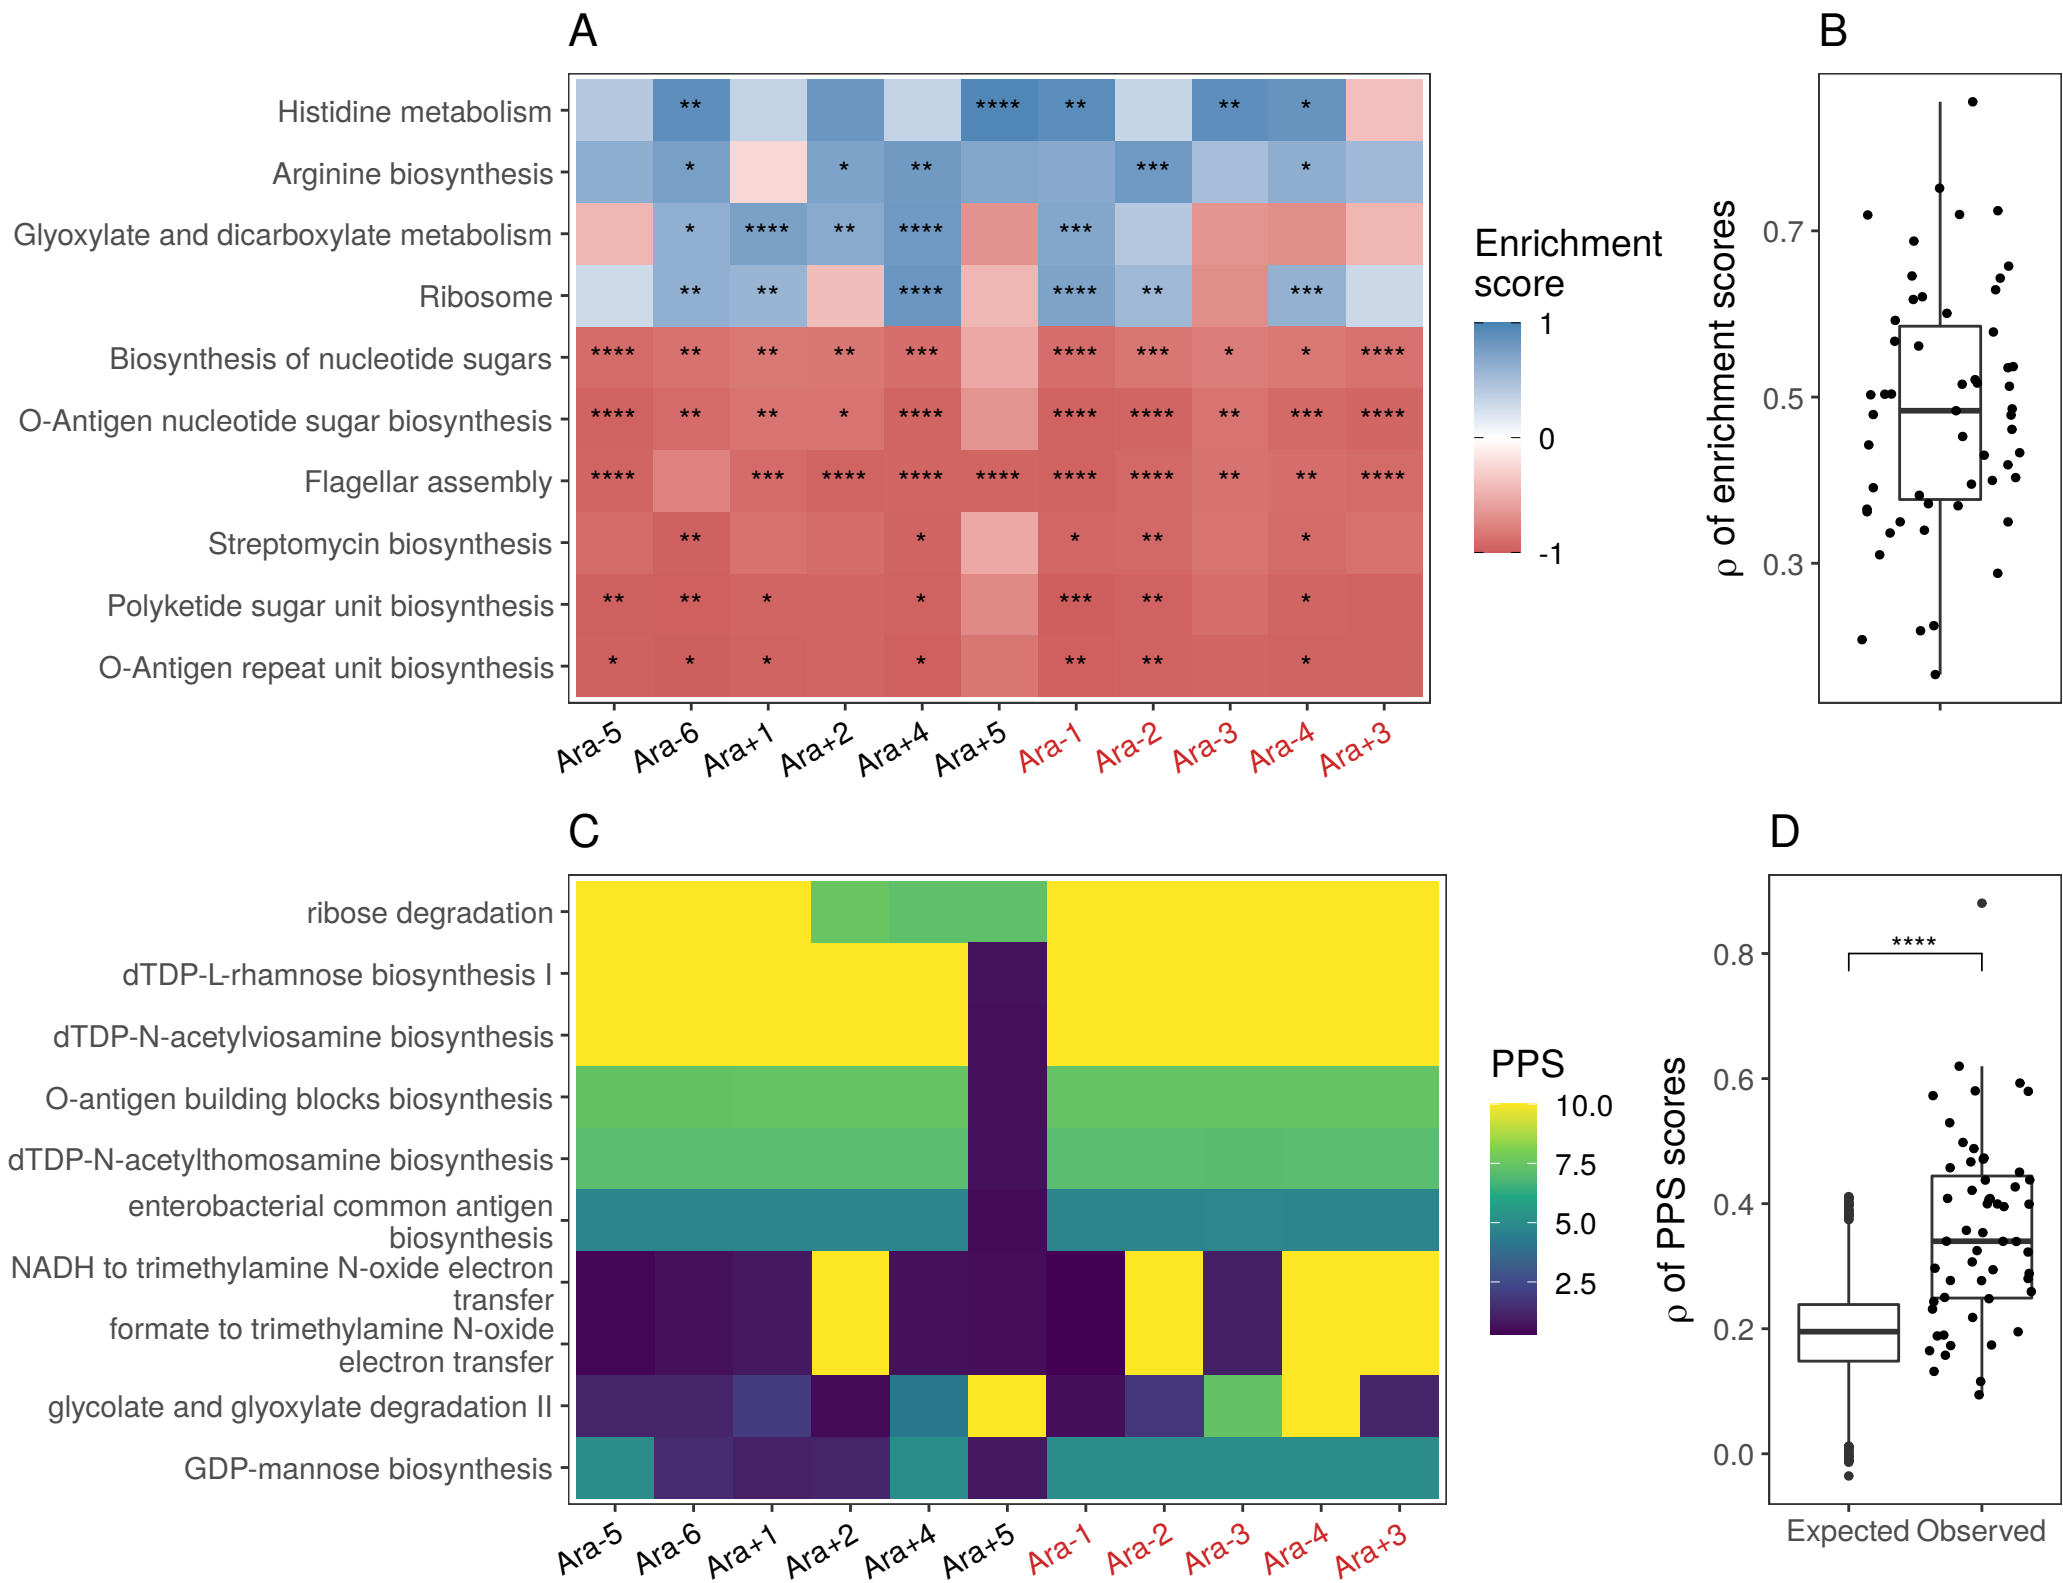 A
Histidine metabolism
** **** ** ** *
Arginine biosynthesis
* * ** *** *
Glyoxylate and dicarboxylate metabolism
* **** ** **** ***
Ribosome
** ** **** **** ** ***
Biosynthesis of nucleotide sugars
**** ** ** ** *** **** *** * * ****
O-Antigen nucleotide sugar biosynthesis
**** ** ** * **** **** **** ** *** ****
Flagellar assembly
**** *** **** **** **** **** **** ** ** ****
Streptomycin biosynthesis
** * * ** *
Polyketide sugar unit biosynthesis
** ** * * *** ** *
O-Antigen repeat unit biosynthesis
* * * * ** ** *
Ara-5 Ara-6 Ara+1 Ara+2 Ara+4 Ara+5 Ara-1 Ara-2 Ara-3 Ara-4 Ara+3
Enrichment
score
1
0
-1
B
ρ of enrichment scores
0.7
0.5
0.3
C
ribose degradation
dTDP-L-rhamnose biosynthesis I
dTDP-N-acetylviosamine biosynthesis
O-antigen building blocks biosynthesis
dTDP-N-acetylthomosamine biosynthesis
enterobacterial common antigen
biosynthesis
NADH to trimethylamine N-oxide electron
transfer
formate to trimethylamine N-oxide
electron transfer
glycolate and glyoxylate degradation II
GDP-mannose biosynthesis
Ara-5 Ara-6 Ara+1 Ara+2 Ara+4 Ara+5 Ara-1 Ara-2 Ara-3 Ara-4 Ara+3
PPS
10.0
7.5
5.0
2.5
D
ρ of PPS scores
****
0.8
0.6
0.4
0.2
0.0
Expected Observed